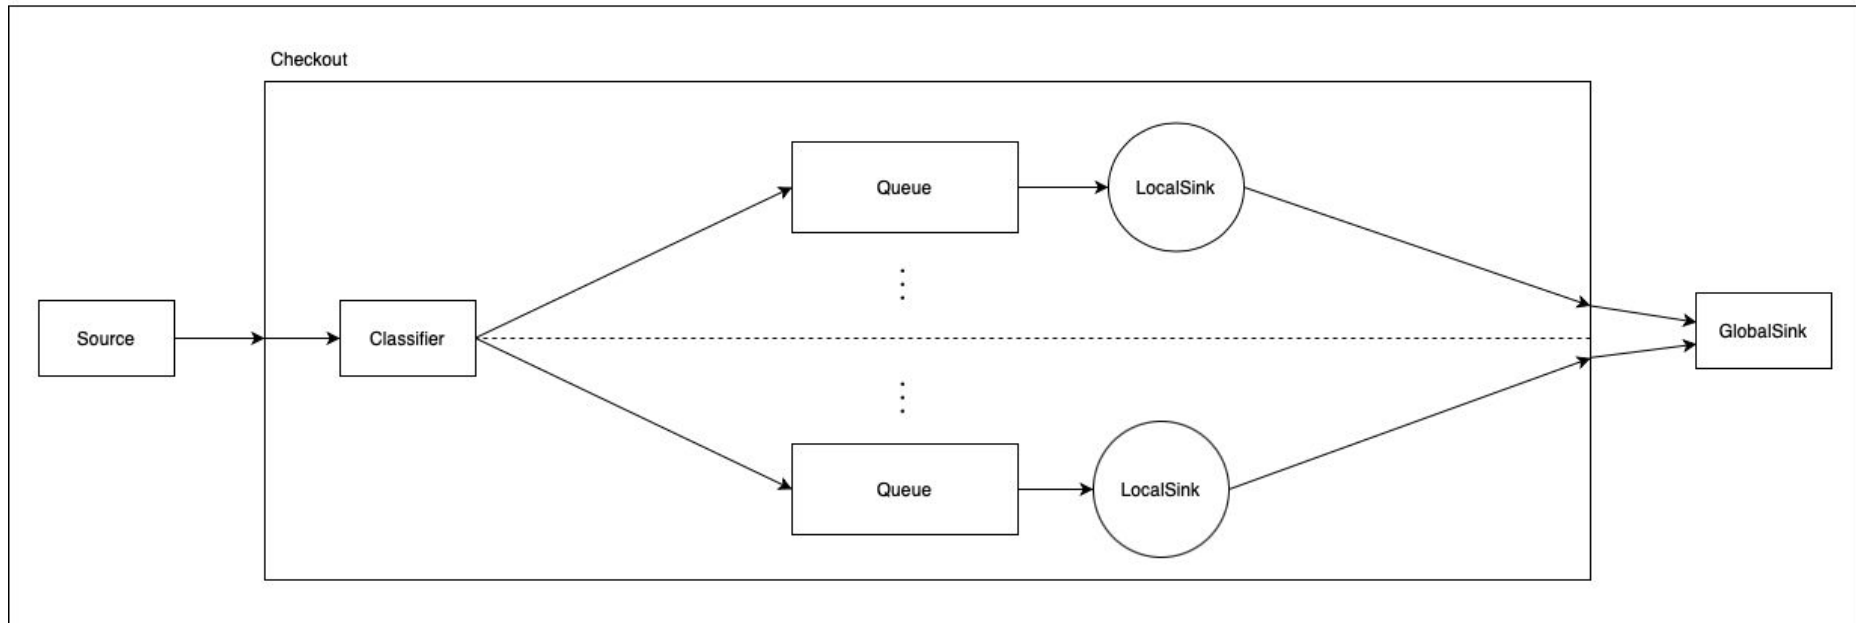 Checkout
Queue
LocalSink
Source
Classifier
GlobalSink
Queue
LocalSink